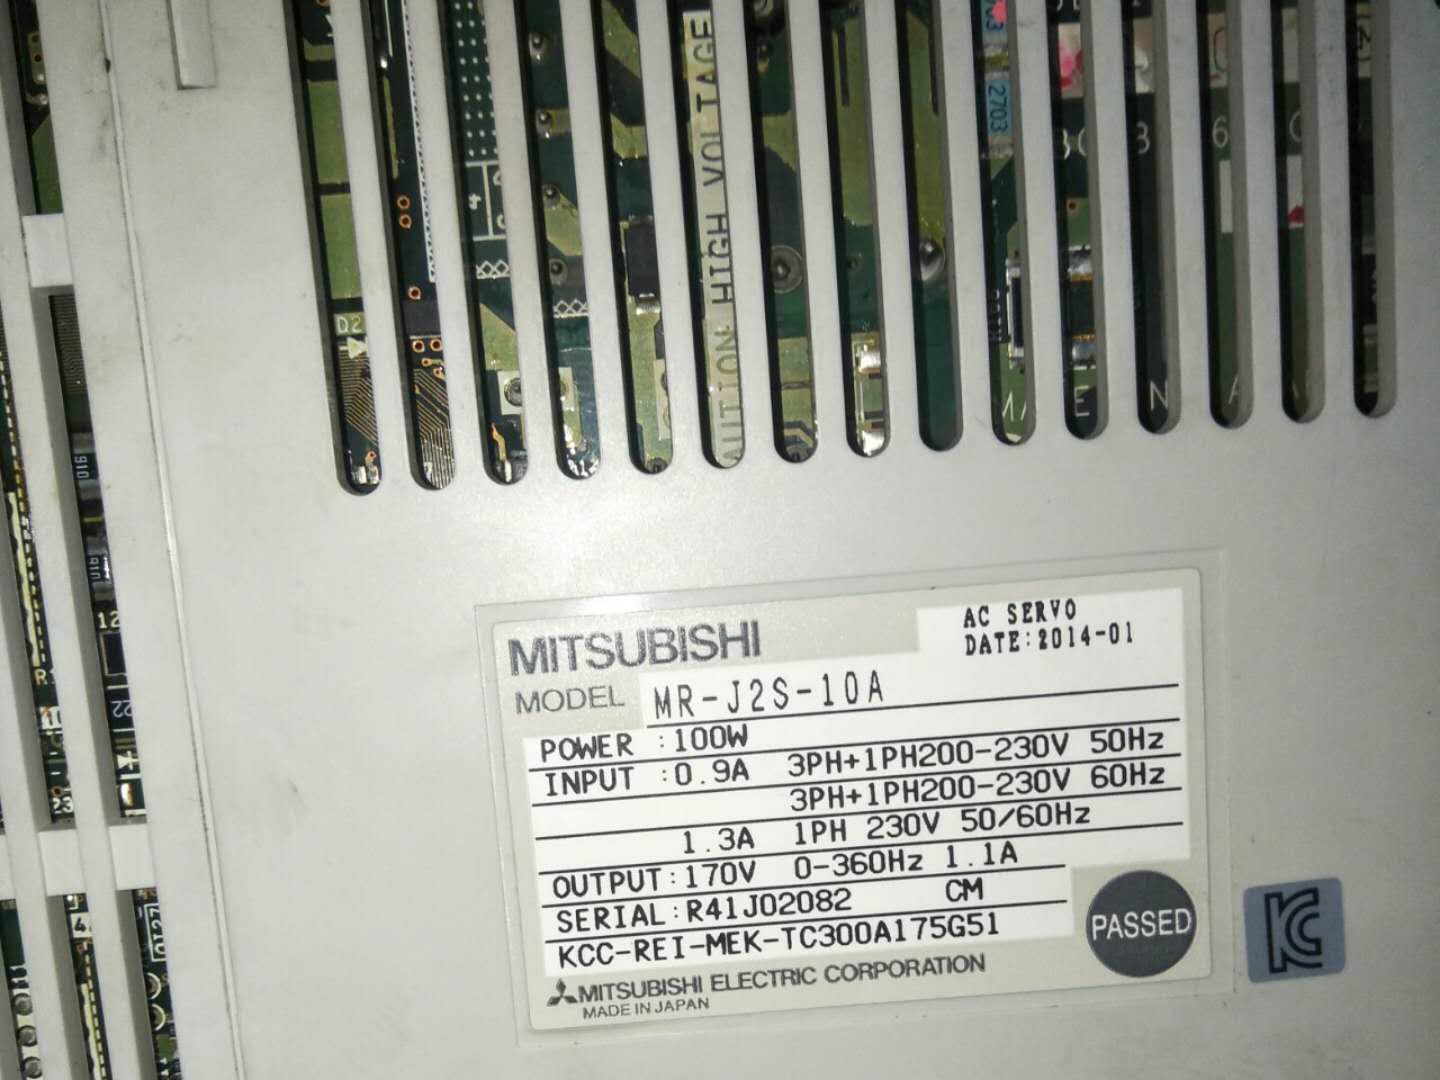 2703
HIGH VOLTAGE
D2
MITSUBISHI
AC SERVO
DATE:2014-01
MODEL MR-J2S-10A
POWER :100W
INPUT :0.9A 3PH+1PH200-230V 50Hz
3PH+1PH200-230V 60Hz
1.3A 1PH 230V 50/60Hz
OUTPUT:170V 0-360Hz 1.1A
SERIAL:R41J02082 CM
KCC-REI-MEK-TC300A175G51
PASSED
MITSUBISHI ELECTRIC CORPORATION
MADE IN JAPAN